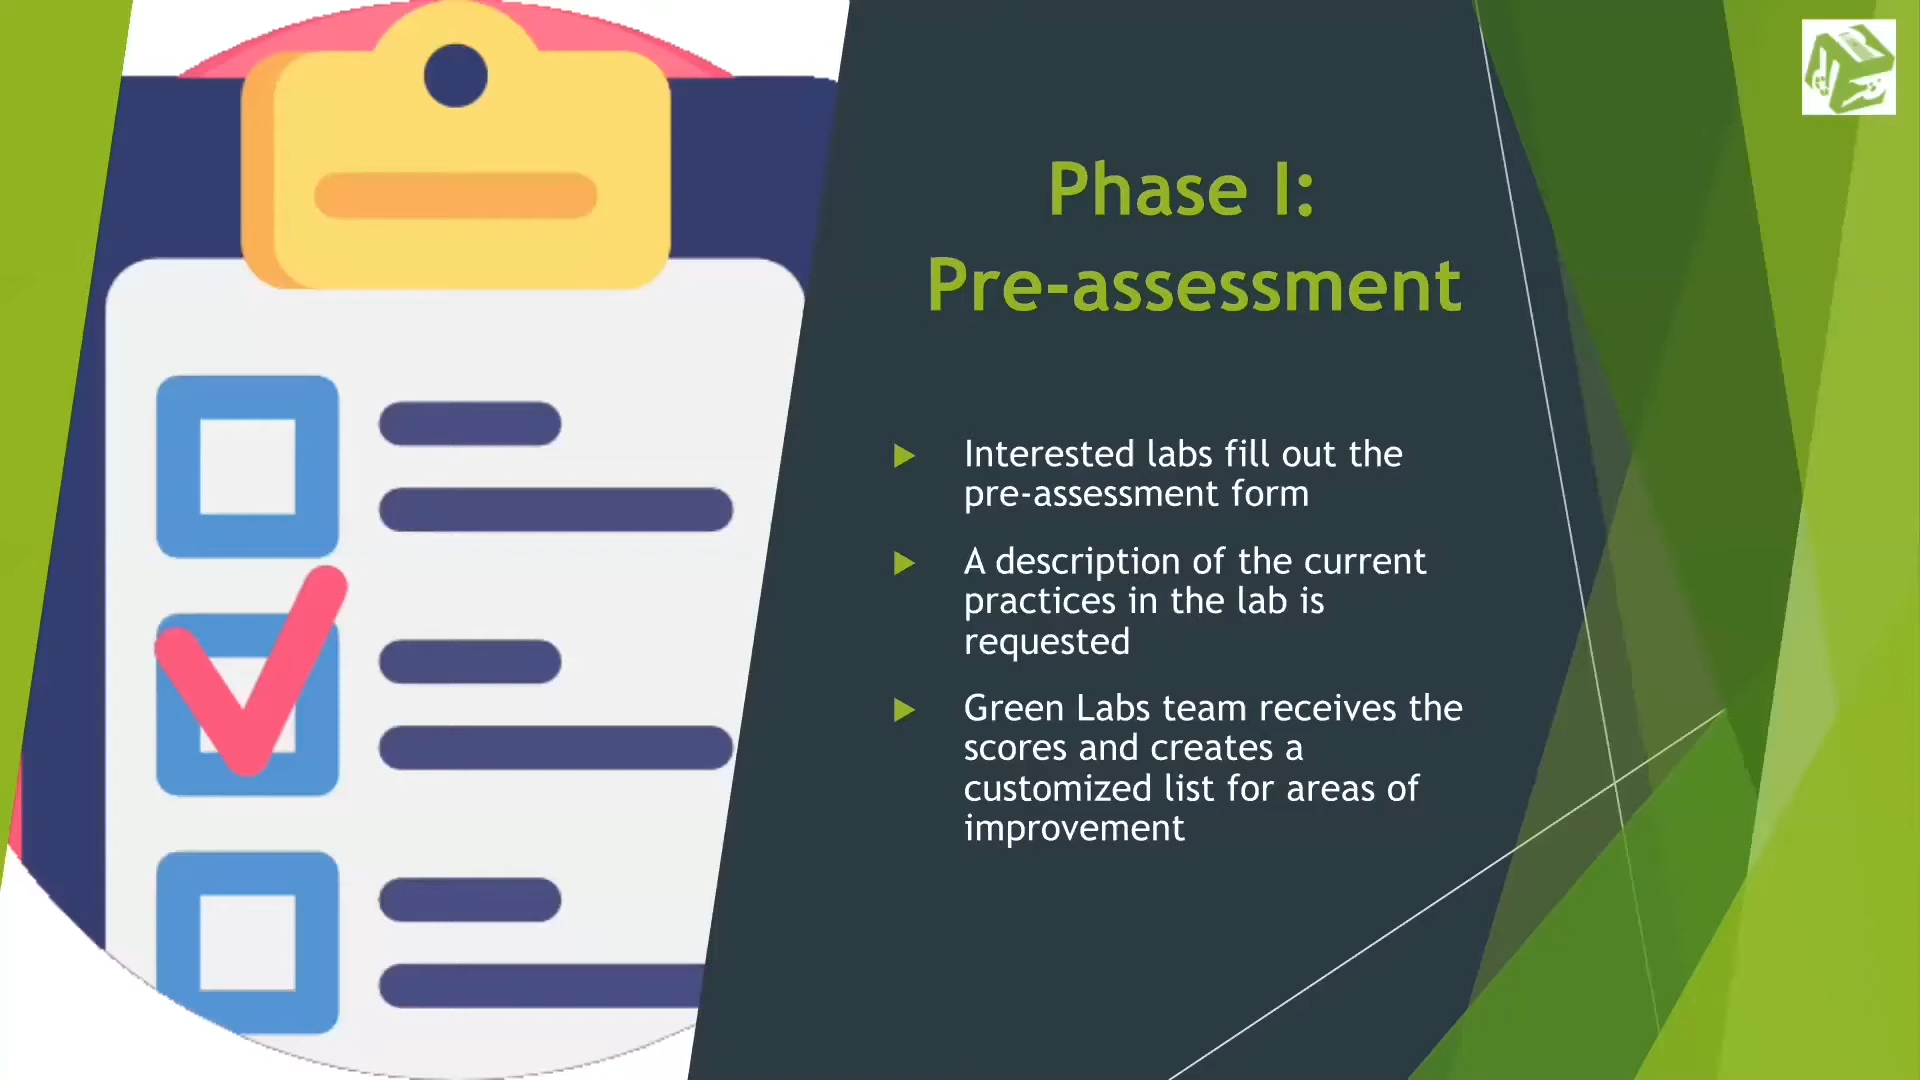 Phase I:
Pre-assessment
Interested labs fill out the
pre-assessment form
A description of the current
practices in the lab is
requested
Green Labs team receives the
scores and creates a
customized list for areas of
improvement